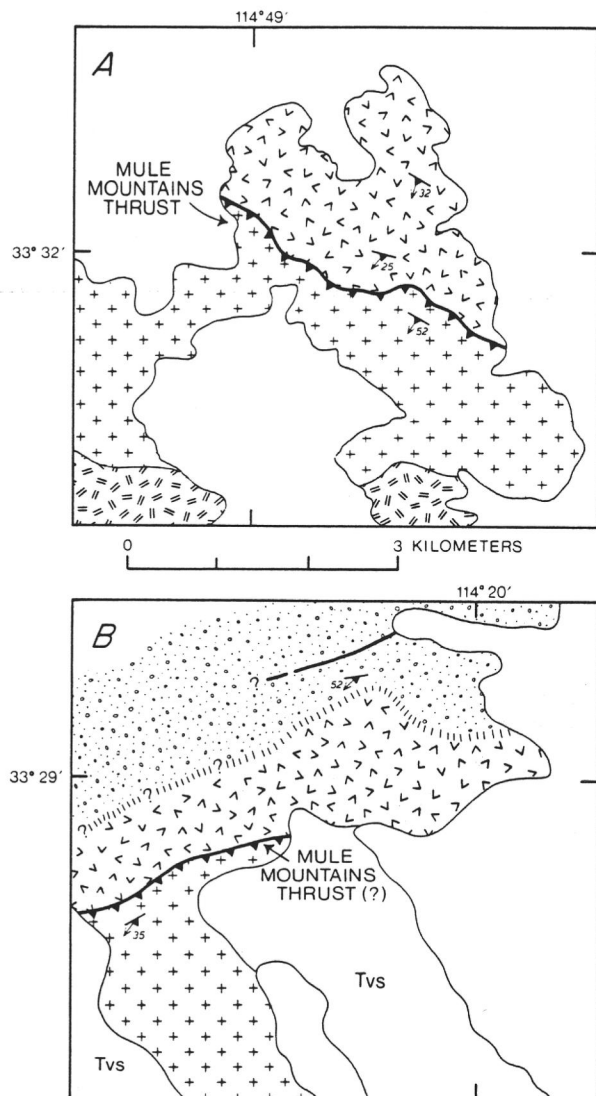 114° 49'
A
MULE
MOUNTAINS
THRUST
32
33° 32'
25
52
0 3 KILOMETERS
114° 20'
B
?
52
?
33° 29'
?
?
MULE
MOUNTAINS
THRUST (?)
35
Tvs
Tvs